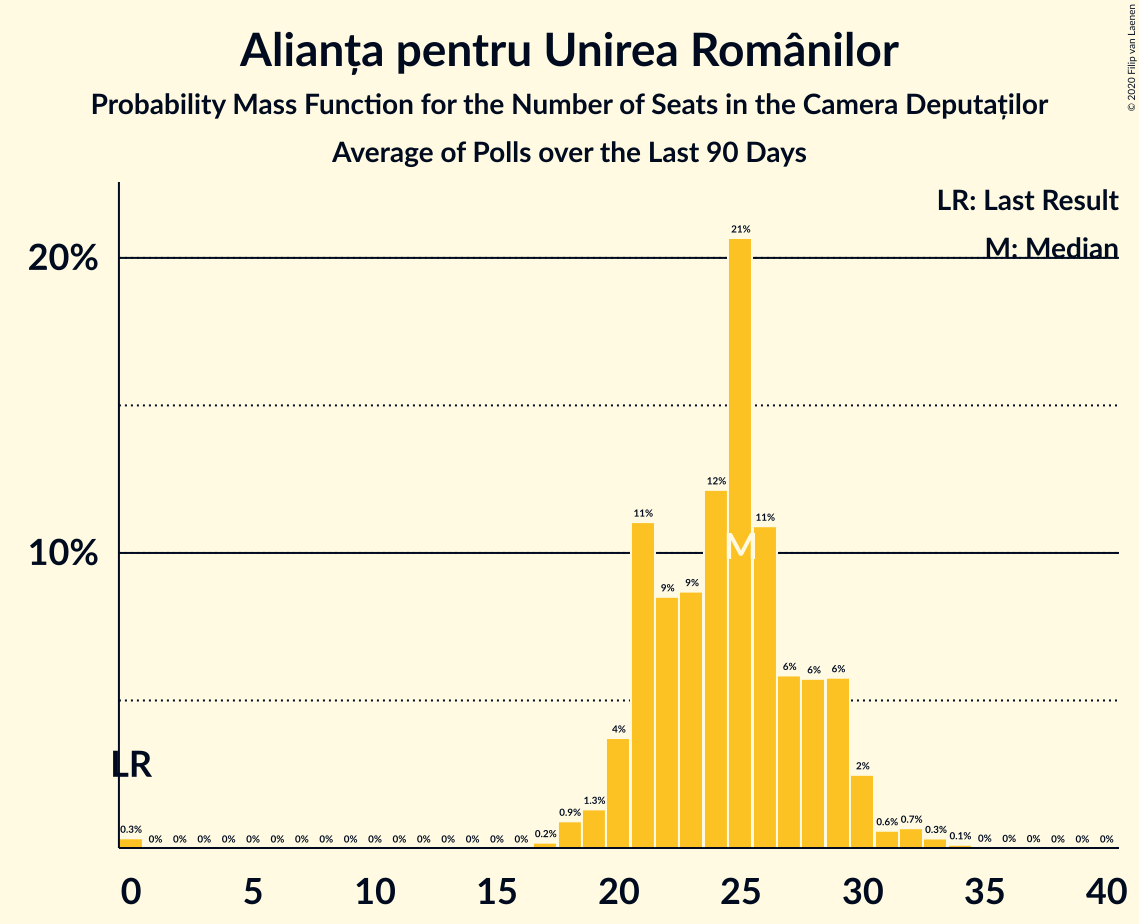 Alianța pentru Unirea Românilor
Probability Mass Function for the Number of Seats in the Camera Deputaților
Average of Polls over the Last 90 Days
© 2020 Filip van Laenen
LR: Last Result
M: Median
20%
10%
0.3% 0% 0% 0% 0% 0% 0% 0% 0% 0% 0% 0% 0% 0% 0% 0% 0% 0.2% 0.9% 1.3% 4% 11% 9% 9% 12% 21% 11% 6% 6% 6% 2% 0.6% 0.7% 0.3% 0.1% 0% 0% 0% 0% 0% 0%
M
LR
0 5 10 15 20 25 30 35 40